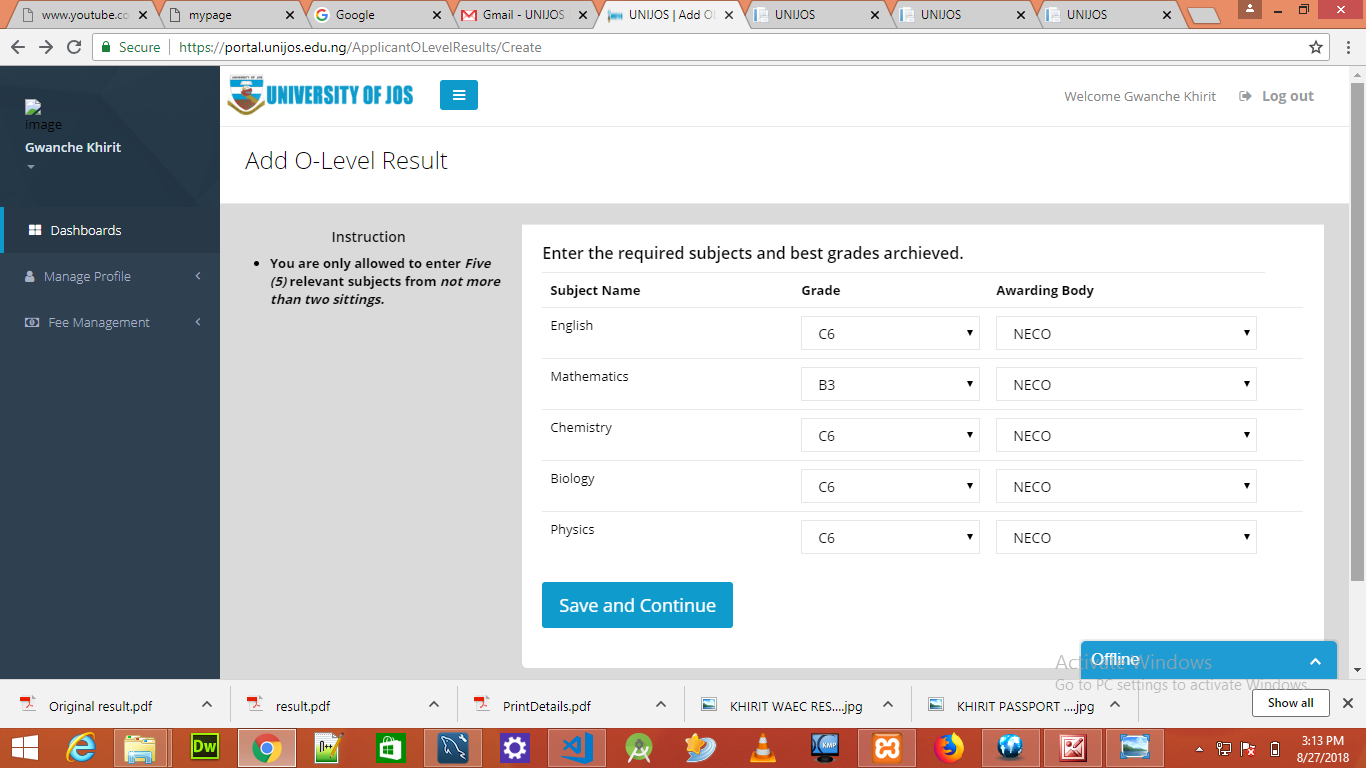 www.youtube.co
mypage
Google
Gmail - UNIJOS
UNIJOS | Add O
UNIJOS
UNIJOS
UNIJOS
Secure
https://portal.unijos.edu.ng/ApplicantOLevelResults/Create
UNIVERSITY OF JOS
UNIVERSITY OF JOS
Welcome Gwanche Khirit
Log out
Image
Gwanche Khirit
Dashboards
Manage Profile
Fee Management
Add O-Level Result
Instruction
• You are only allowed to enter Five
(5) relevant subjects from not more
than two sittings.
Enter the required subjects and best grades archieved.
Subject Name Grade Awarding Body
English C6 NECO
Mathematics B3 NECO
Chemistry C6 NECO
Biology C6 NECO
Physics C6 NECO
Save and Continue
Offline
Activate Windows
Go to PC settings to activate Windows.
Original result.pdf
result.pdf
PrintDetails.pdf
KHIRIT WAEC RES....jpg
KHIRIT PASSPORT ....jpg
Show all
Dw
n++
KMP
3:13 PM
8/27/2018